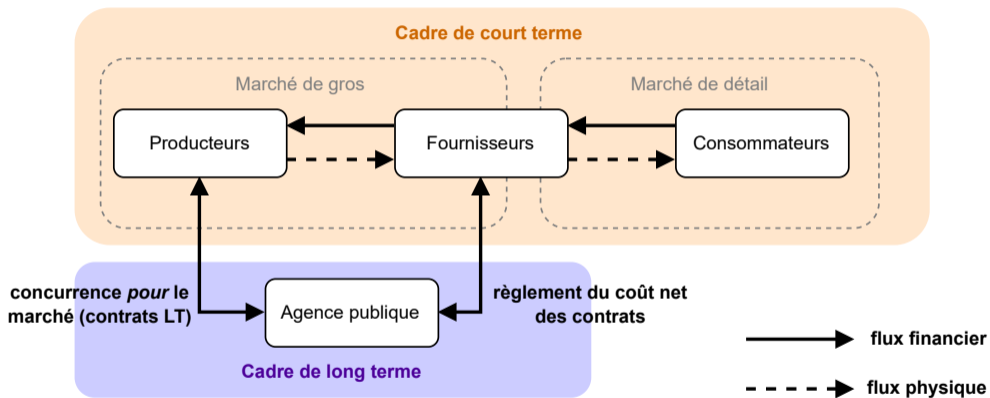 Cadre de court terme
Marché de gros
Marché de détail
Producteurs
Fournisseurs
Consommateurs
concurrence pour le
marché (contrats LT)
Agence publique
règlement du coût net
des contrats
Cadre de long terme
flux financier
flux physique